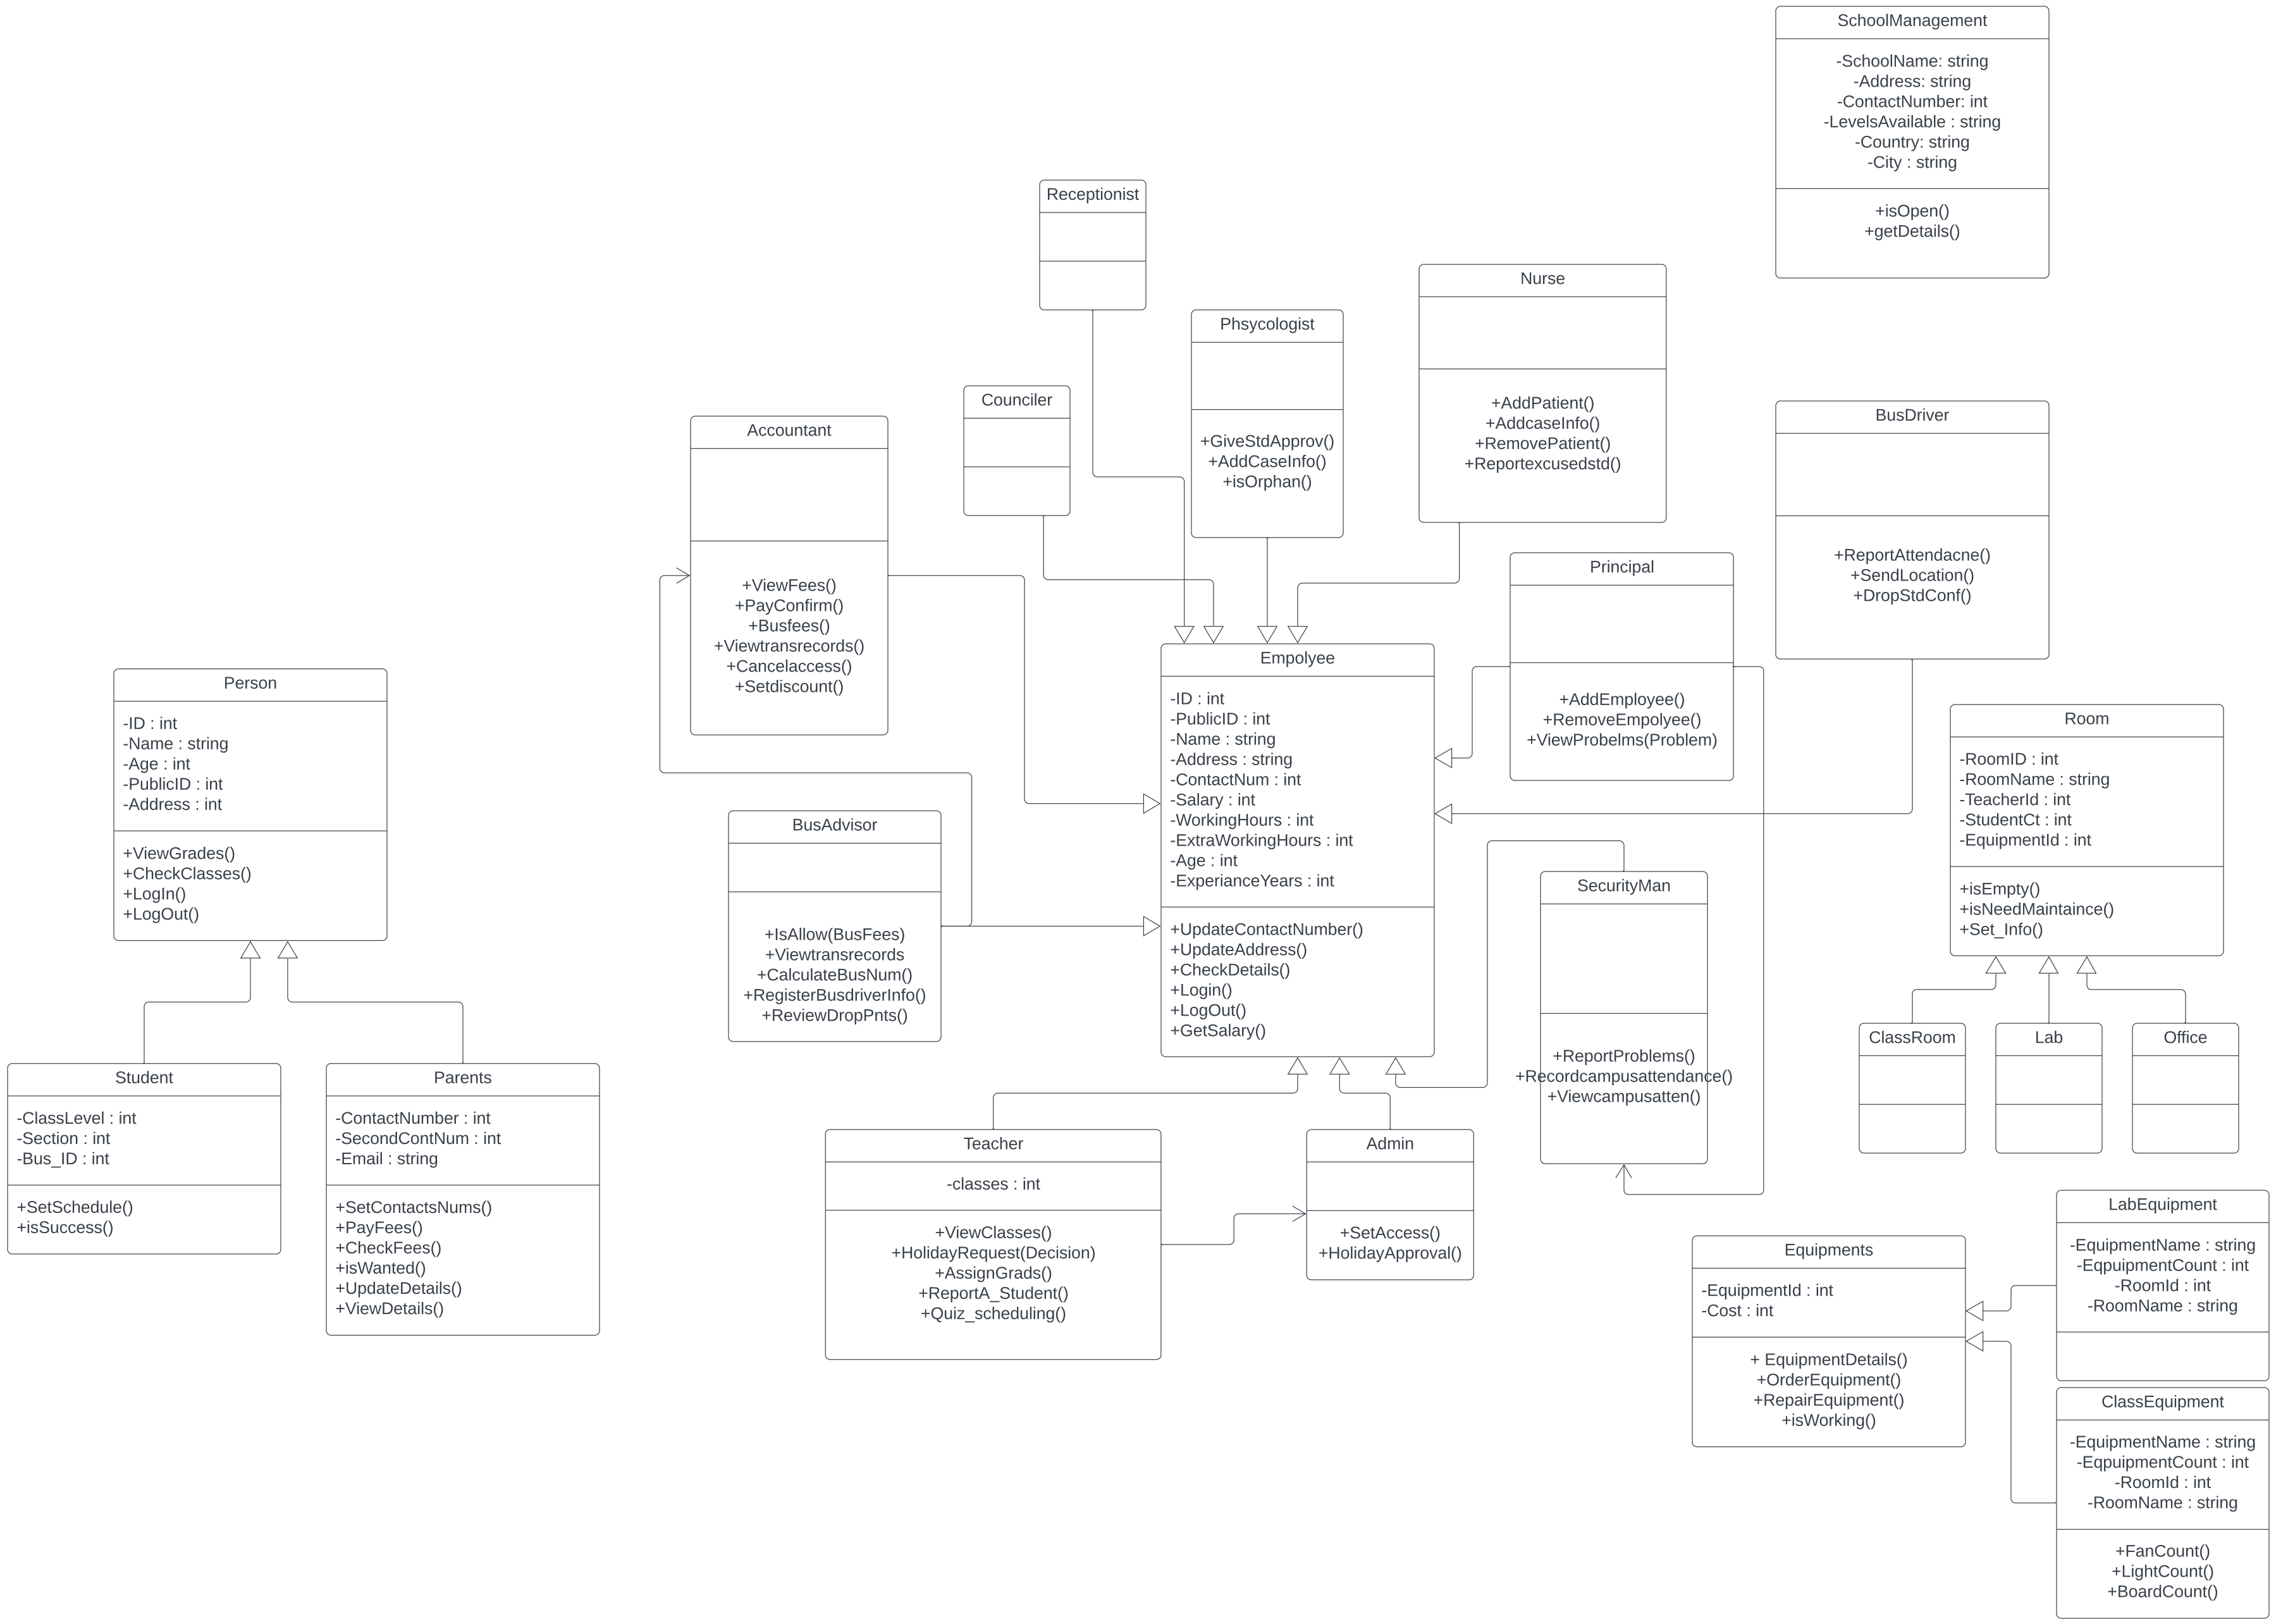 SchoolManagement
-SchoolName: string
-Address: string
-ContactNumber: int
-LevelsAvailable : string
-Country: string
-City : string
+isOpen()
+getDetails()
Receptionist
Nurse
+AddPatient()
+AddcaseInfo()
+RemovePatient()
+Reportexcusedstd()
Phsycologist
+GiveStdApprov()
+AddCaseInfo()
+isOrphan()
Counciler
Accountant
+ViewFees()
+PayConfirm()
+Busfees()
+Viewtransrecords()
+Cancelaccess()
+Setdiscount()
BusDriver
+ReportAttendacne()
+SendLocation()
+DropStdConf()
Principal
+AddEmployee()
+RemoveEmpolyee()
+ViewProbelms(Problem)
Empolyee
-ID : int
-PublicID : int
-Name : string
-Address : string
-ContactNum : int
-Salary : int
-WorkingHours : int
-ExtraWorkingHours : int
-Age : int
-ExperianceYears : int
+UpdateContactNumber()
+UpdateAddress()
+CheckDetails()
+Login()
+LogOut()
+GetSalary()
Person
-ID : int
-Name : string
-Age : int
-PublicID : int
-Address : int
+ViewGrades()
+CheckClasses()
+LogIn()
+LogOut()
Room
-RoomID : int
-RoomName : string
-TeacherId : int
-StudentCt : int
-EquipmentId : int
+isEmpty()
+isNeedMaintaince()
+Set_Info()
BusAdvisor
+IsAllow(BusFees)
+Viewtransrecords
+CalculateBusNum()
+RegisterBusdriverInfo()
+ReviewDropPnts()
SecurityMan
+ReportProblems()
+Recordcampusattendance()
+Viewcampusatten()
ClassRoom
Lab
Office
Student
-ClassLevel : int
-Section : int
-Bus_ID : int
+SetSchedule()
+isSuccess()
Parents
-ContactNumber : int
-SecondContNum : int
-Email : string
+SetContactsNums()
+PayFees()
+CheckFees()
+isWanted()
+UpdateDetails()
+ViewDetails()
Teacher
-classes : int
+ViewClasses()
+HolidayRequest(Decision)
+AssignGrads()
+ReportA_Student()
+Quiz_scheduling()
Admin
+SetAccess()
+HolidayApproval()
LabEquipment
-EquipmentName : string
-EqpuipmentCount : int
-RoomId : int
-RoomName : string
Equipments
-EquipmentId : int
-Cost : int
+ EquipmentDetails()
+OrderEquipment()
+RepairEquipment()
+isWorking()
ClassEquipment
-EquipmentName : string
-EqpuipmentCount : int
-RoomId : int
-RoomName : string
+FanCount()
+LightCount()
+BoardCount()